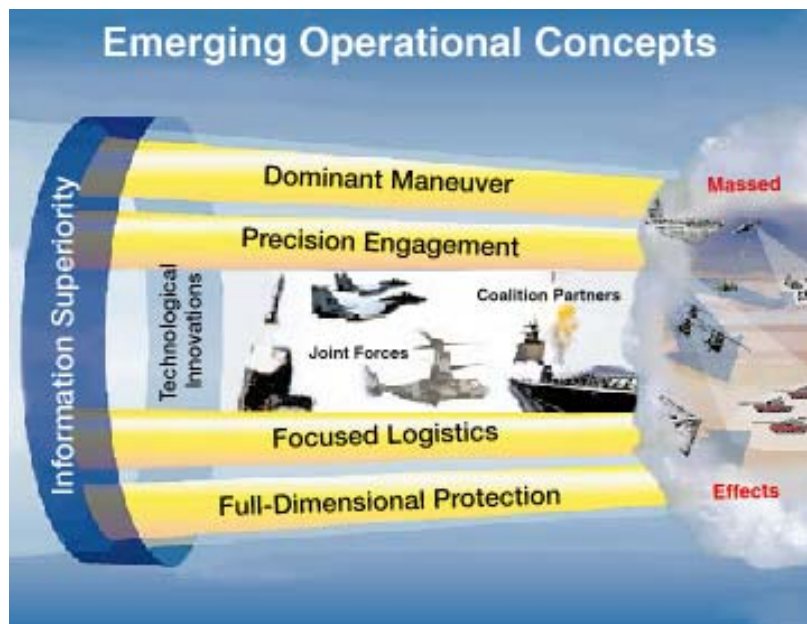 Emerging Operational Concepts
Information Superiority
Technological
Innovations
Dominant Maneuver
Precision Engagement
Joint Forces
Coalition Partners
Focused Logistics
Full-Dimensional Protection
Massed
Effects